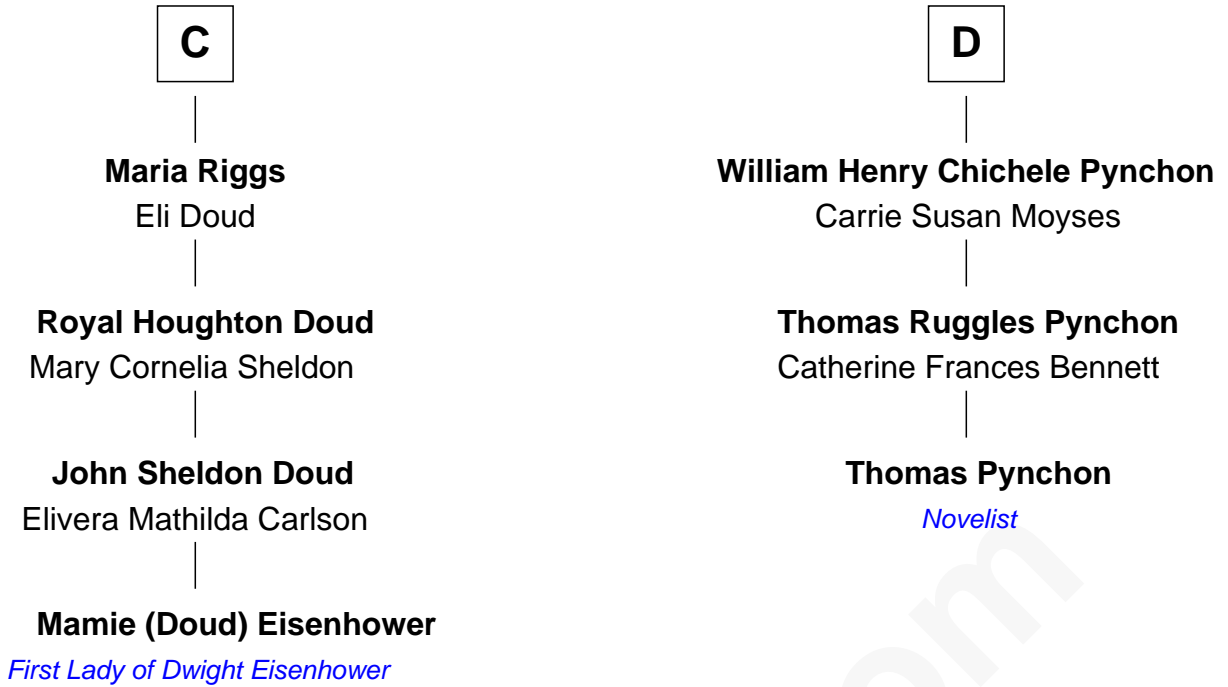 C
Maria Riggs
Eli Doud
Royal Houghton Doud
Mary Cornelia Sheldon
John Sheldon Doud
Elivera Mathilda Carlson
Mamie (Doud) Eisenhower
First Lady of Dwight Eisenhower
D
William Henry Chichele Pynchon
Carrie Susan Moyses
Thomas Ruggles Pynchon
Catherine Frances Bennett
Thomas Pynchon
Novelist
om